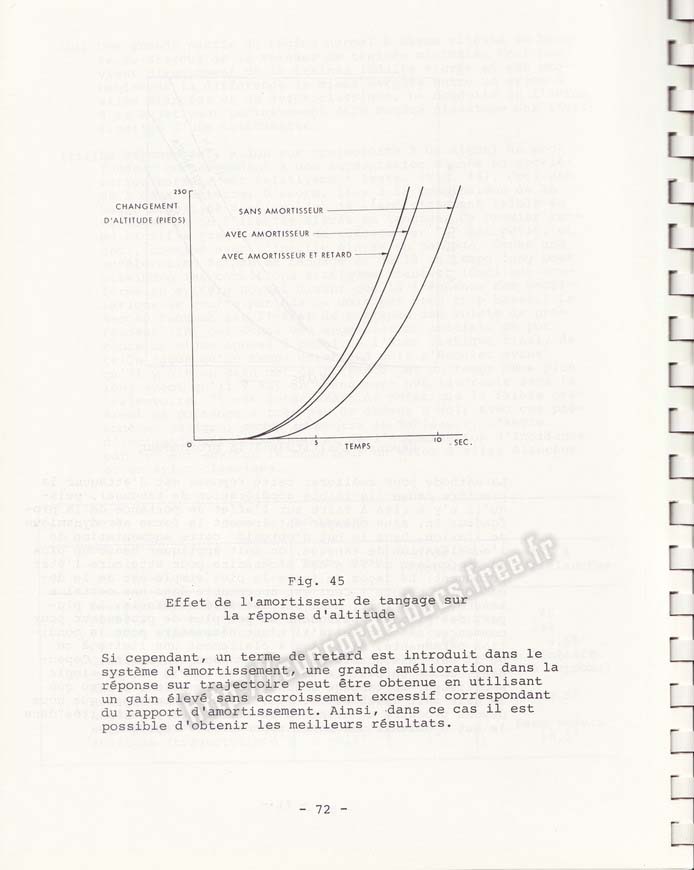 250
CHANGEMENT
D'ALTITUDE (PIEDS)
SANS AMORTISSEUR
AVEC AMORTISSEUR
AVEC AMORTISSEUR ET RETARD
0
5
10
SEC.
TEMPS
Fig. 45
Effet de l'amortisseur de tangage sur
la réponse d'altitude
Si cependant, un terme de retard est introduit dans le
système d'amortissement, une grande amélioration dans la
réponse sur trajectoire peut être obtenue en utilisant
un gain élevé sans accroissement excessif correspondant
du rapport d'amortissement. Ainsi, dans ce cas il est
possible d'obtenir les meilleurs résultats.
- 72 -